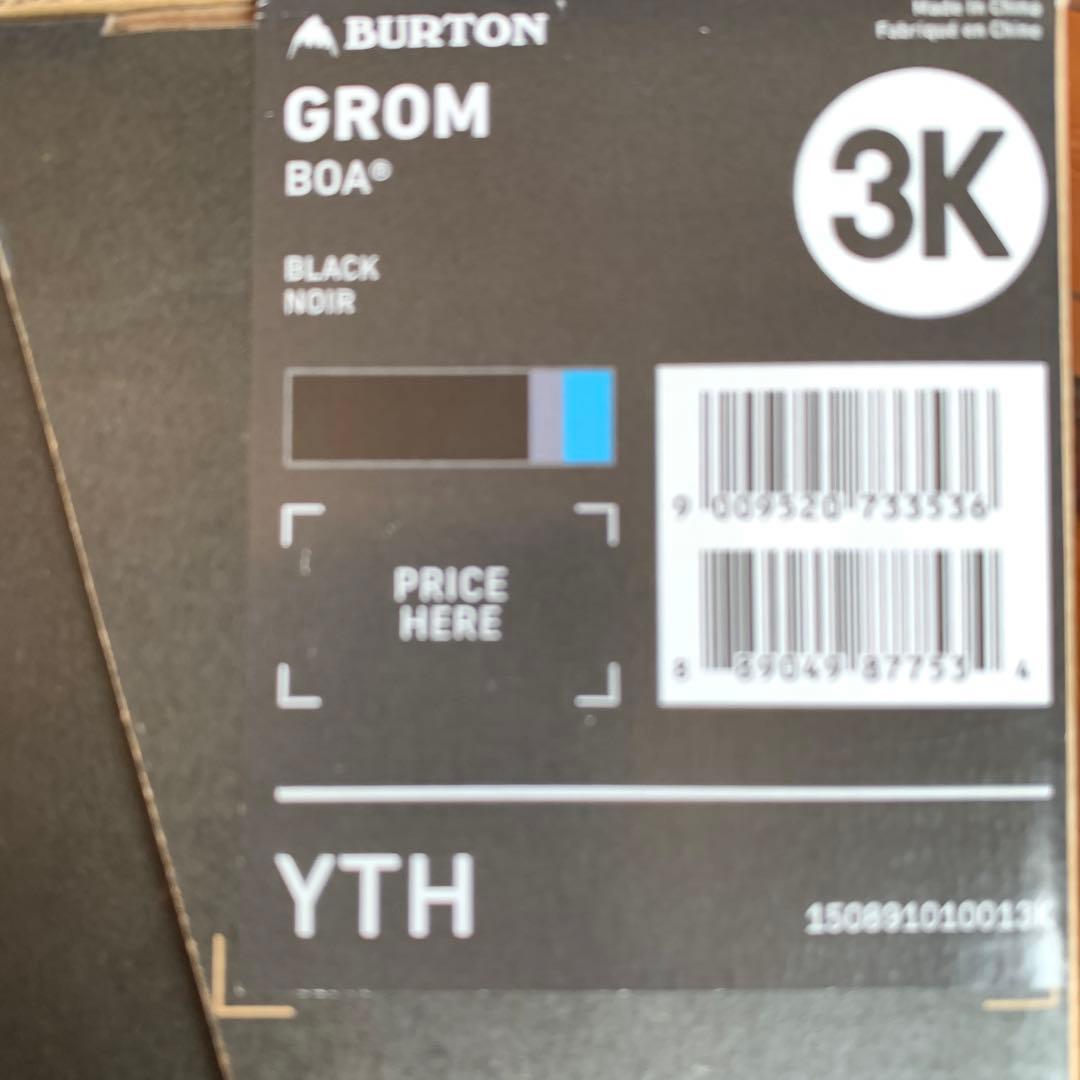 BURTON
Made in China
Fabriqué en Chine
GROM
BOA®
3K
BLACK
NOIR
9 009520 733536
PRICE
HERE
8 89049 87753 4
YTH
150891010013K